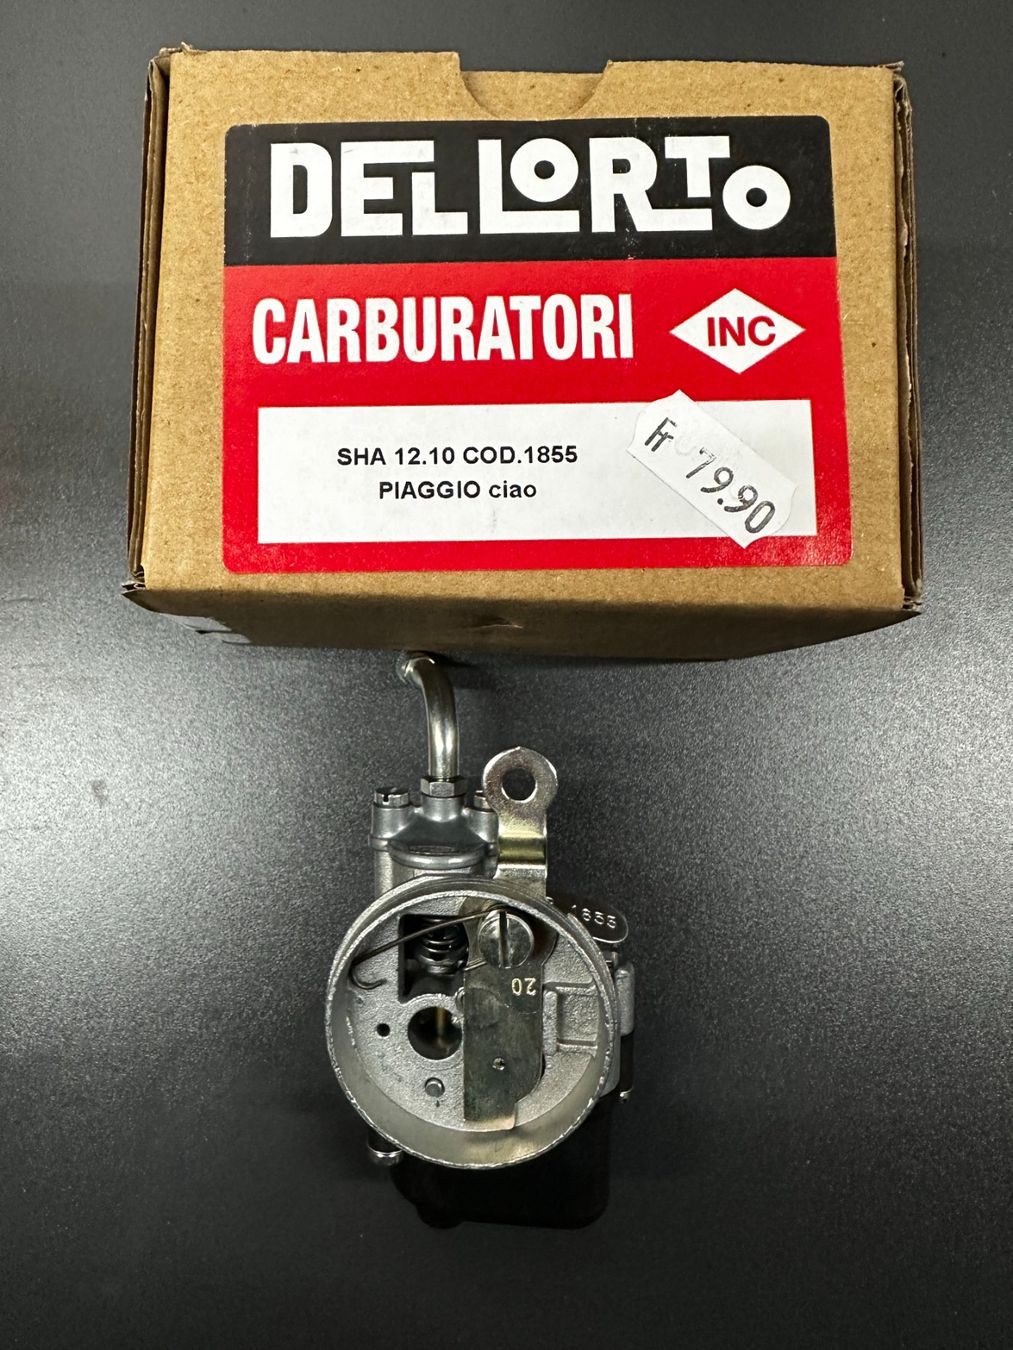 DELLORTO
CARBURATORI
INC
SHA 12.10 COD.1855
PIAGGIO ciao
Fr 79.90
1855
20